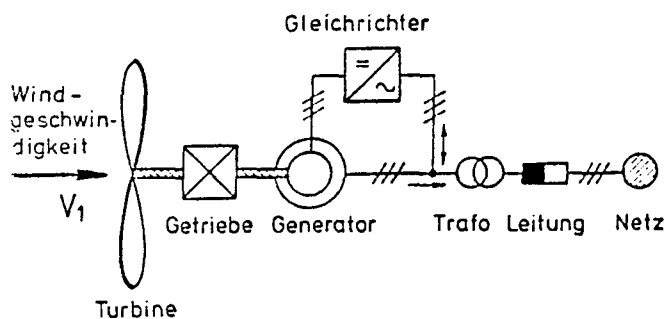 Gleichrichter
=
~
Wind-
geschwin-
digkeit
V₁
Getriebe
Generator
Trafo
Leitung
Netz
Turbine